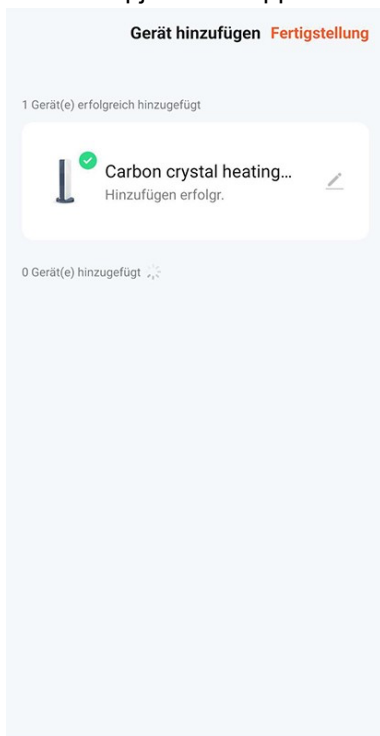 Gerät hinzufügen Fertigstellung
1 Gerät(e) erfolgreich hinzugefügt
Carbon crystal heating...
Hinzufügen erfolgr.
0 Gerät(e) hinzugefügt